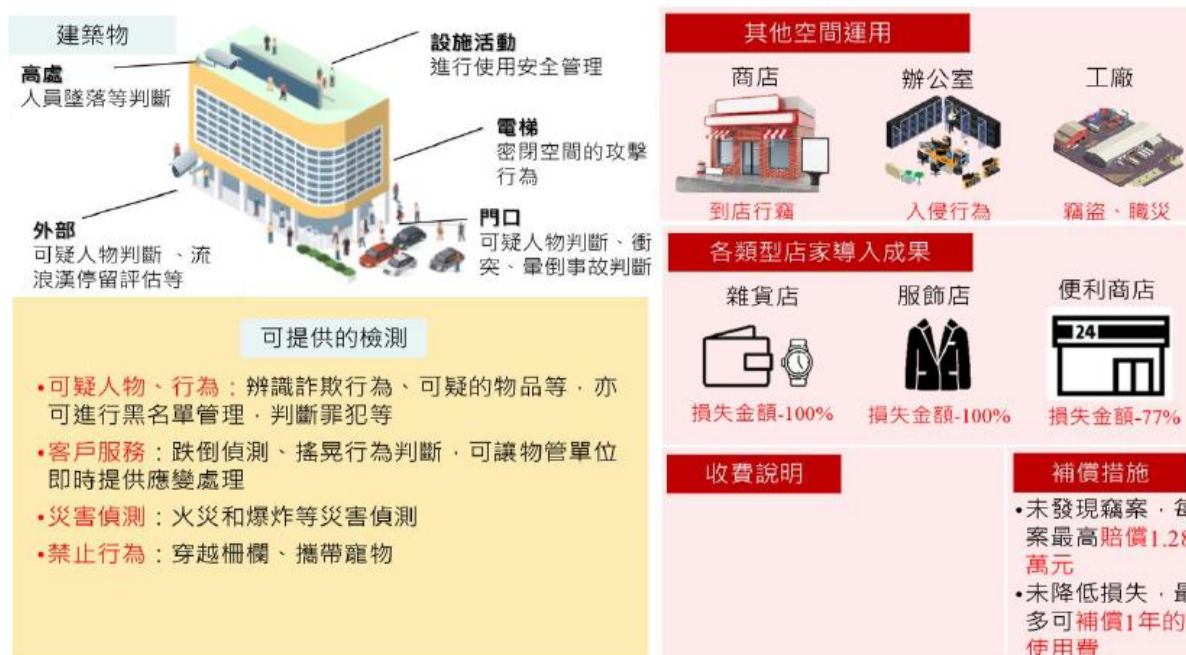 建築物
高處
人員墜落等判斷
設施活動
進行使用安全管理
電梯
密閉空間的攻擊
行為
外部
可疑人物判斷、流
浪漢停留評估等
門口
可疑人物判斷、衝
突、暈倒事故判斷
可提供的檢測
•可疑人物、行為：辨識詐欺行為、可疑的物品等，亦
可進行黑名單管理，判斷罪犯等
•客戶服務：跌倒偵測、搖晃行為判斷，可讓物管單位
即時提供應變處理
•災害偵測：火災和爆炸等災害偵測
•禁止行為：穿越柵欄、攜帶寵物
其他空間運用
商店
辦公室
工廠
到店行竊
入侵行為
竊盜、職災
各類型店家導入成果
雜貨店
服飾店
便利商店
24
損失金額-100%
損失金額-100%
損失金額-77%
收費說明
補償措施
•未發現竊案，每
案最高賠償1.28
萬元
•未降低損失，最
多可補償1年的
使用費